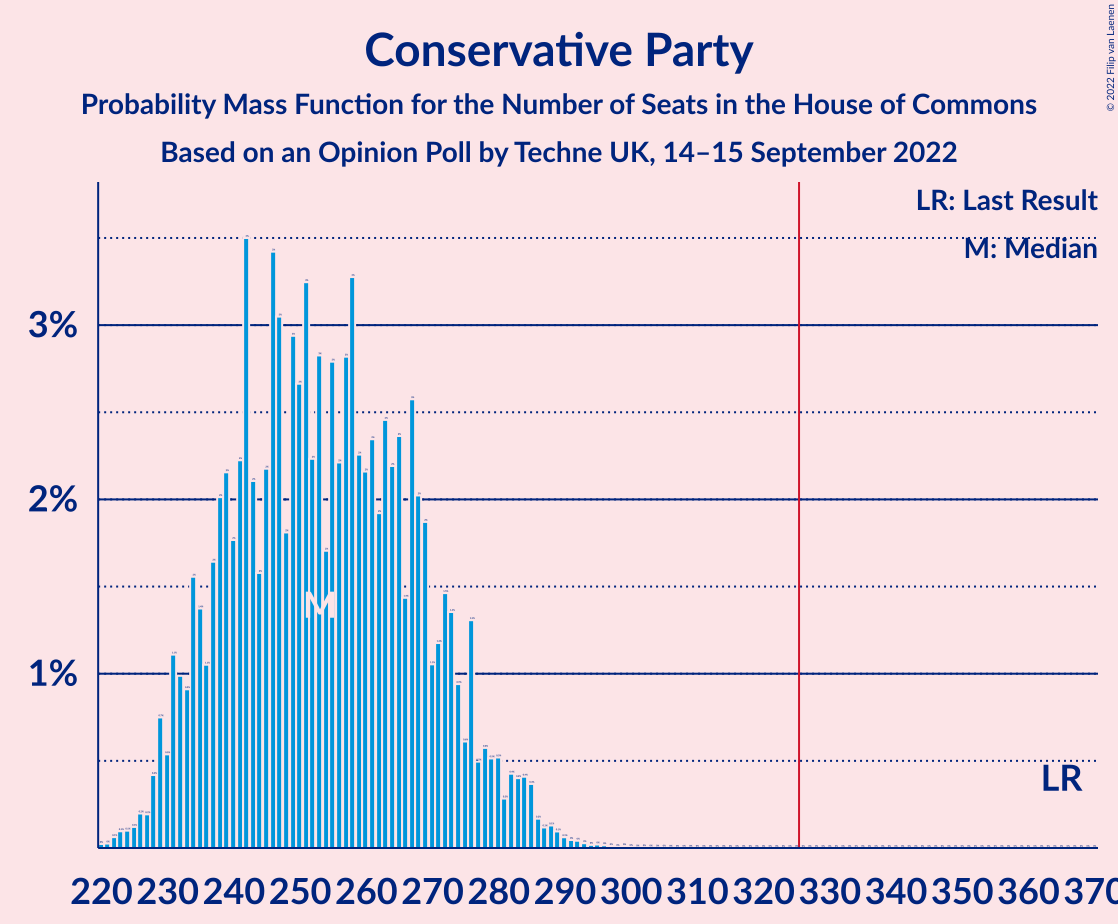 Conservative Party
Probability Mass Function for the Number of Seats in the House of Commons
Based on an Opinion Poll by Techne UK, 14–15 September 2022
© 2022 Filip van Laenen
LR: Last Result
M: Median
3%
2%
1%
M
LR
220 230 240 250 260 270 280 290 300 310 320 330 340 350 360 370